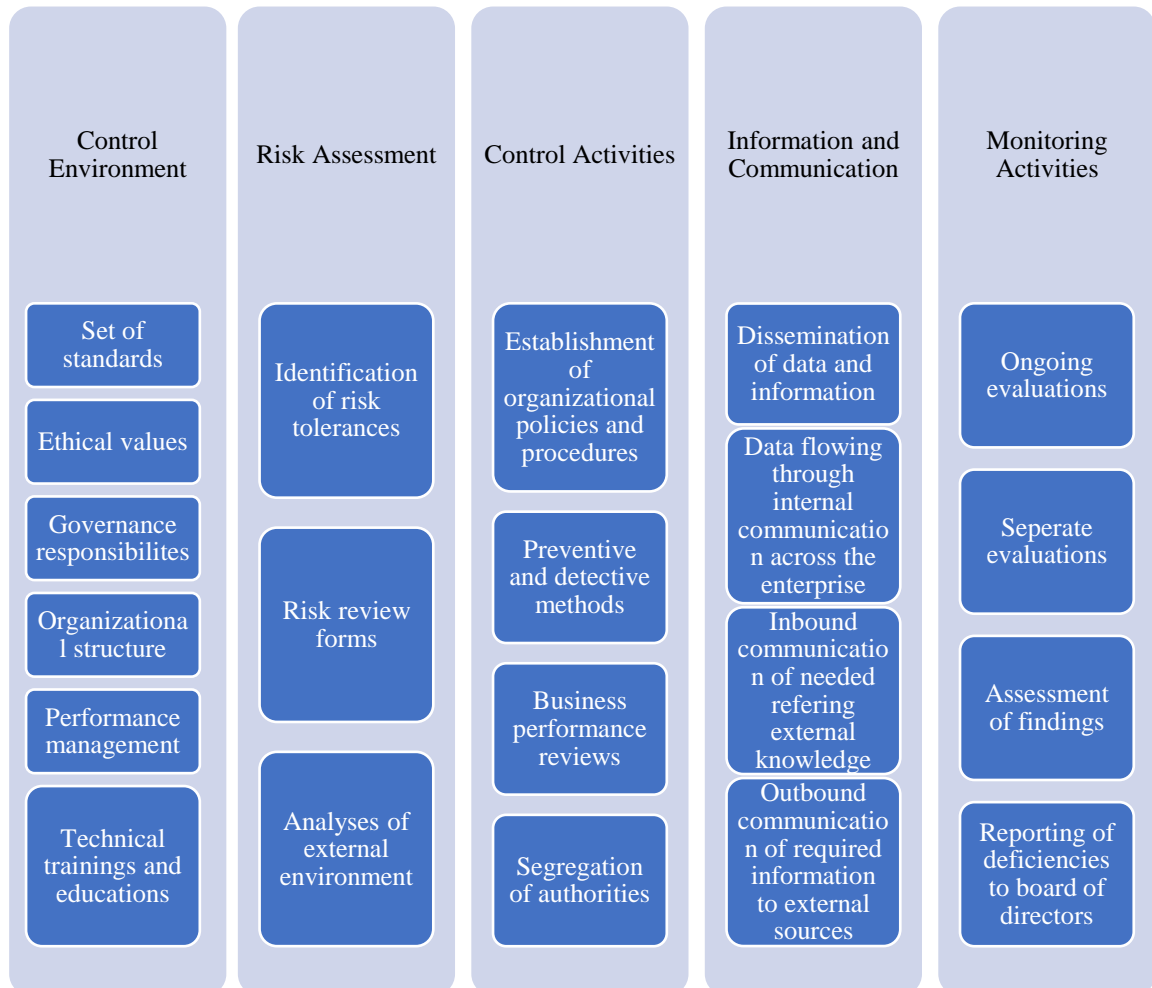 Control
Environment
Set of
standards
Ethical values
Governance
responsibilites
Organizationa
l structure
Performance
management
Technical
trainings and
educations
Risk Assessment
Identification
of risk
tolerances
Risk review
forms
Analyses of
external
environment
Control Activities
Establishment
of
organizational
policies and
procedures
Preventive
and detective
methods
Business
performance
reviews
Segregation
of authorities
Information and
Communication
Dissemination
of data and
information
Data flowing
through
internal
communicatio
n across the
enterprise
Inbound
communicatio
n of needed
refering
external
knowledge
Outbound
communicatio
n of required
information
to external
sources
Monitoring
Activities
Ongoing
evaluations
Seperate
evaluations
Assessment
of findings
Reporting of
deficiencies
to board of
directors